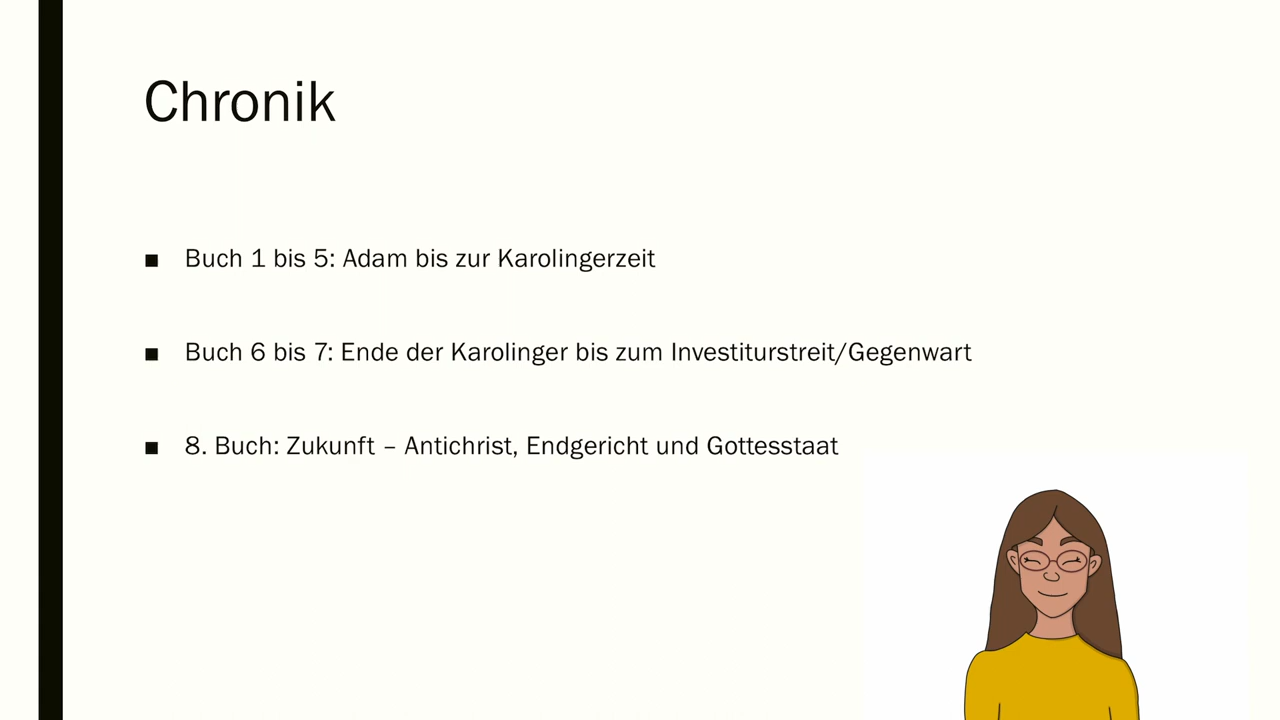 Chronik
■ Buch 1 bis 5: Adam bis zur Karolingerzeit
■ Buch 6 bis 7: Ende der Karolinger bis zum Investiturstreit/Gegenwart
■ 8. Buch: Zukunft – Antichrist, Endgericht und Gottesstaat